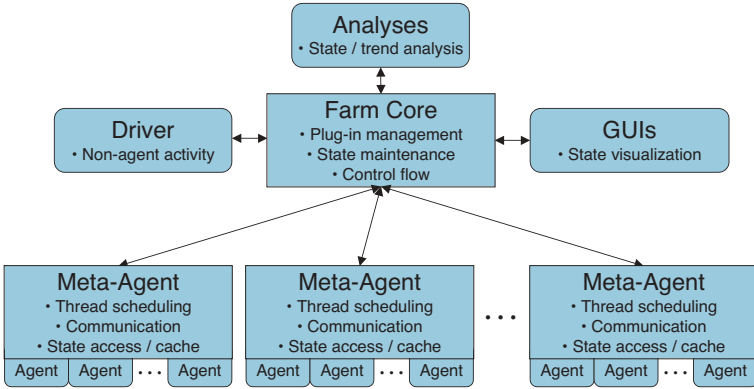 Analyses
• State / trend analysis
Farm Core
• Plug-in management
• State maintenance
• Control flow
Driver
• Non-agent activity
GUIs
• State visualization
Meta-Agent
• Thread scheduling
• Communication
• State access / cache
Agent Agent ... Agent
Meta-Agent
• Thread scheduling
• Communication
• State access / cache
Agent Agent ... Agent
...
Meta-Agent
• Thread scheduling
• Communication
• State access / cache
Agent Agent ... Agent